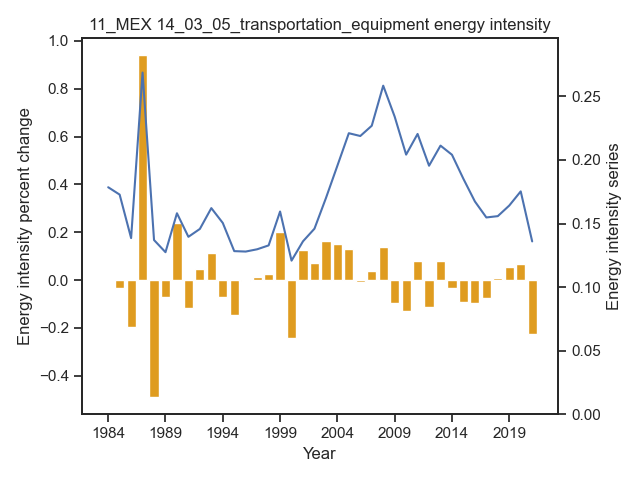 11_MEX 14_03_05_transportation_equipment energy intensity
1.0
0.8
0.6
0.4
0.2
0.0
−0.2
−0.4
Energy intensity percent change
0.25
0.20
0.15
0.10
0.05
0.00
Energy intensity series
1984 1989 1994 1999 2004 2009 2014 2019
Year